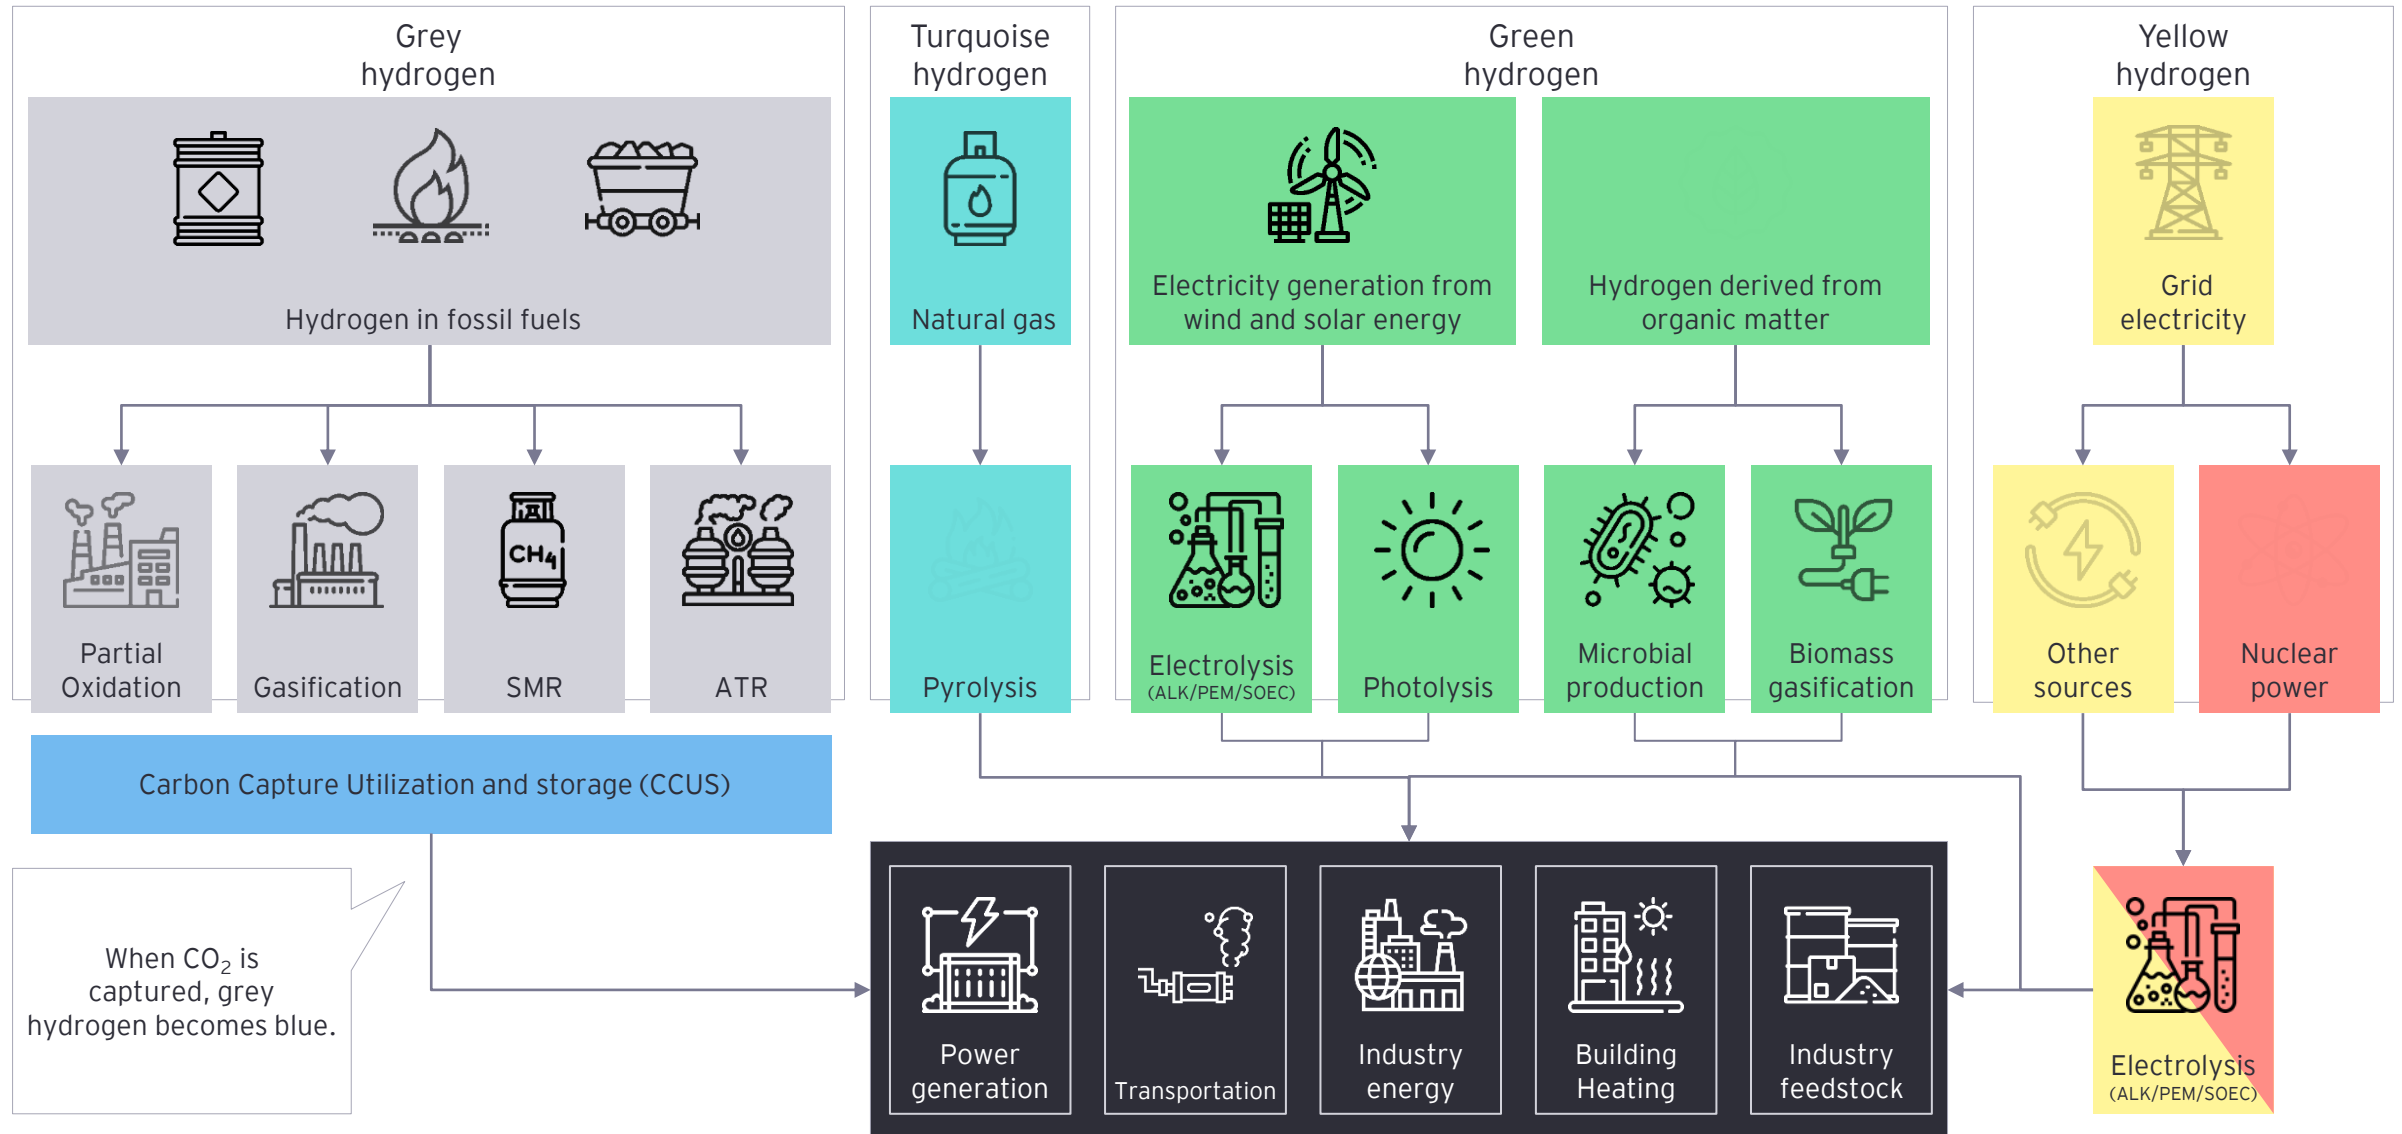 Grey
hydrogen
Turquoise
hydrogen
Green
hydrogen
Yellow
hydrogen
Hydrogen in fossil fuels
Natural gas
Electricity generation from
wind and solar energy
Hydrogen derived from
organic matter
Grid
electricity
Partial
Oxidation
Gasification
CH4
SMR
ATR
Pyrolysis
Electrolysis
(ALK/PEM/SOEC)
Photolysis
Microbial
production
Biomass
gasification
Other
sources
Nuclear
power
Carbon Capture Utilization and storage (CCUS)
When CO₂ is
captured, grey
hydrogen becomes blue.
Power
generation
Transportation
Industry
energy
Building
Heating
Industry
feedstock
Electrolysis
(ALK/PEM/SOEC)